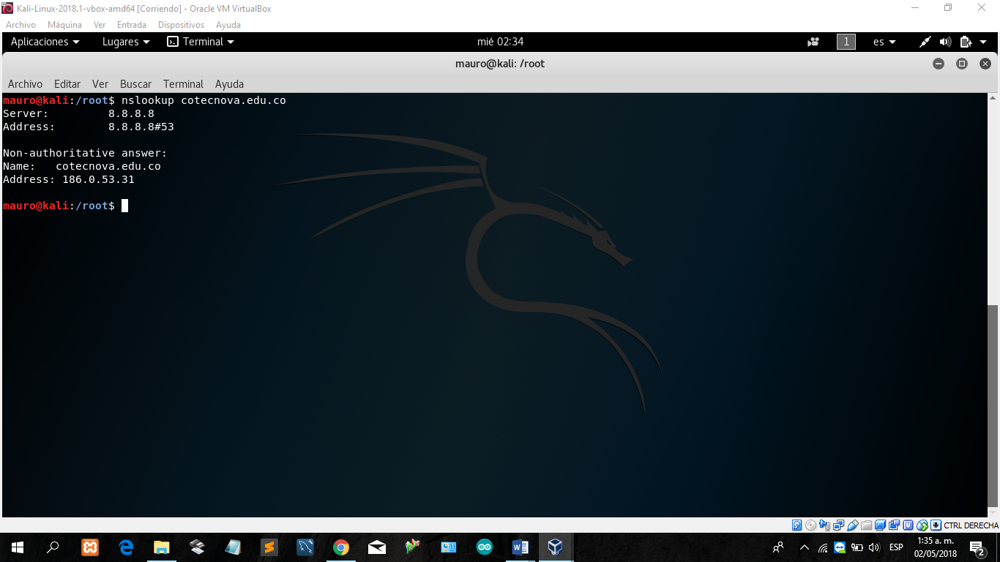 Kali-Linux-2018.1-vbox-amd64 [Corriendo] - Oracle VM VirtualBox
Archivo Máquina Ver Entrada Dispositivos Ayuda
Aplicaciones Lugares Terminal mié 02:34 1 es
mauro@kali: /root
Archivo Editar Ver Buscar Terminal Ayuda
mauro@kali:/root$ nslookup cotecnova.edu.co
Server: 8.8.8.8
Address: 8.8.8.8#53
Non-authoritative answer:
Name: cotecnova.edu.co
Address: 186.0.53.31
mauro@kali:/root$
CTRL DERECHA
ESP 1:35 a. m.
02/05/2018 2